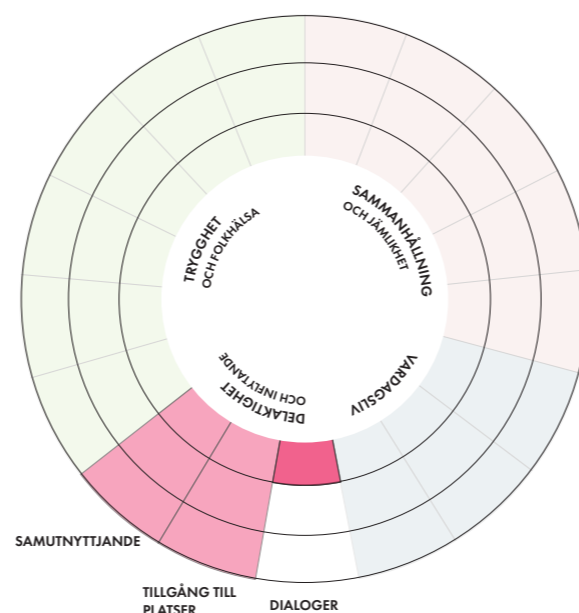 TRYGGHET
OCH FOLKHÄLSA
SAMMANHÅLLNING
OCH JÄMLIKHET
VARDAGSLIV
DELAKTIGHET
OCH INFLYTANDE
SAMUTNYTTJANDE
TILLGÅNG TILL
PLATSER
DIALOGER